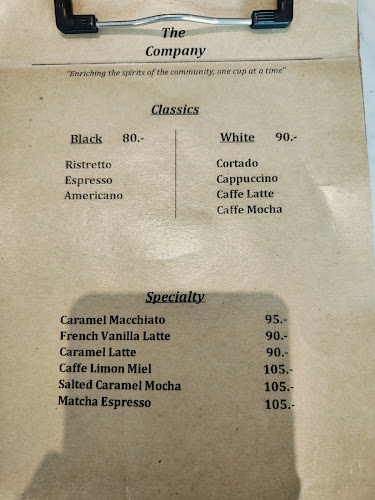 The
Company
"Enriching the spirits of the community, one cup at a time"
Classics
Black 80.-
Ristretto
Espresso
Americano
White 90.-
Cortado
Cappuccino
Caffe Latte
Caffe Mocha
Specialty
Caramel Macchiato 95.-
French Vanilla Latte 90.-
Caramel Latte 90.-
Caffe Limon Miel 105.-
Salted Caramel Mocha 105.-
Matcha Espresso 105.-